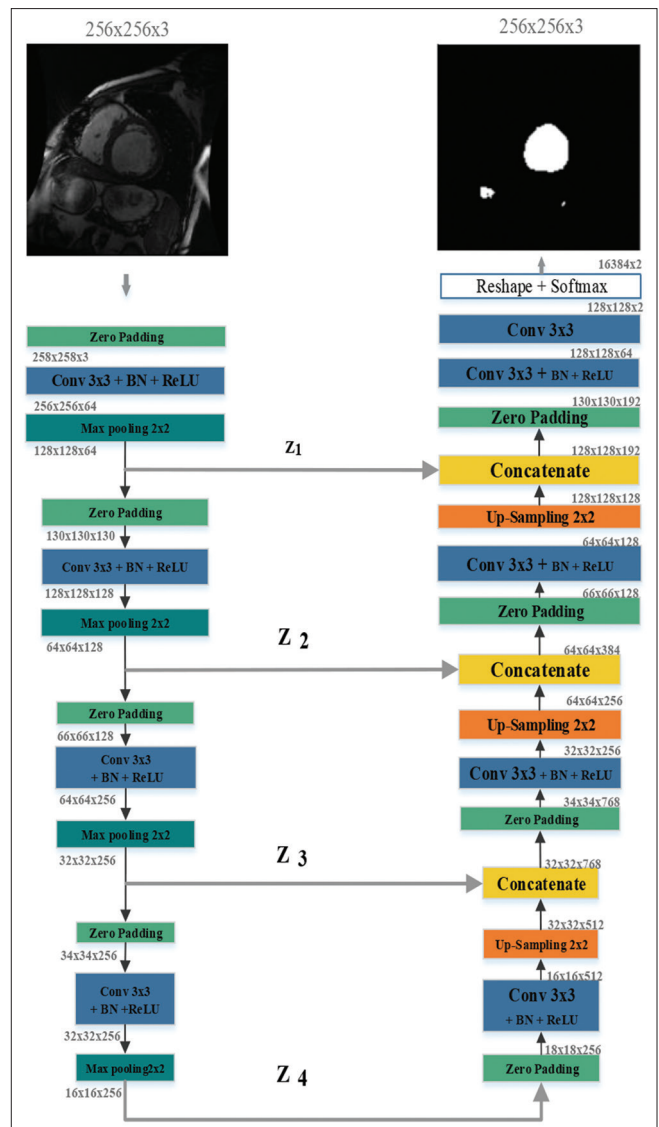 256x256x3
Zero Padding
258x258x3
Conv 3x3 + BN + ReLU
256x256x64
Max pooling 2x2
128x128x64
Zero Padding
130x130x130
Conv 3x3 + BN + ReLU
128x128x128
Max pooling 2x2
64x64x128
Zero Padding
66x66x128
Conv 3x3
+ BN + ReLU
64x64x256
Max pooling 2x2
32x32x256
Zero Padding
34x34x256
Conv 3x3
+ BN +ReLU
32x32x256
Max pooling2x2
16x16x256
Z1
Z 2
Z 3
Z 4
256x256x3
16384x2
Reshape + Softmax
128x128x2
Conv 3x3
128x128x64
Conv 3x3 + BN + ReLU
130x130x192
Zero Padding
128x128x192
Concatenate
128x128x128
Up-Sampling 2x2
64x64x128
Conv 3x3 + BN + ReLU
66x66x128
Zero Padding
64x64x384
Concatenate
64x64x256
Up-Sampling 2x2
32x32x256
Conv 3x3 + BN + ReLU
34x34x768
Zero Padding
32x32x768
Concatenate
32x32x512
Up-Sampling 2x2
16x16x512
Conv 3x3
+ BN + ReLU
18x18x256
Zero Padding